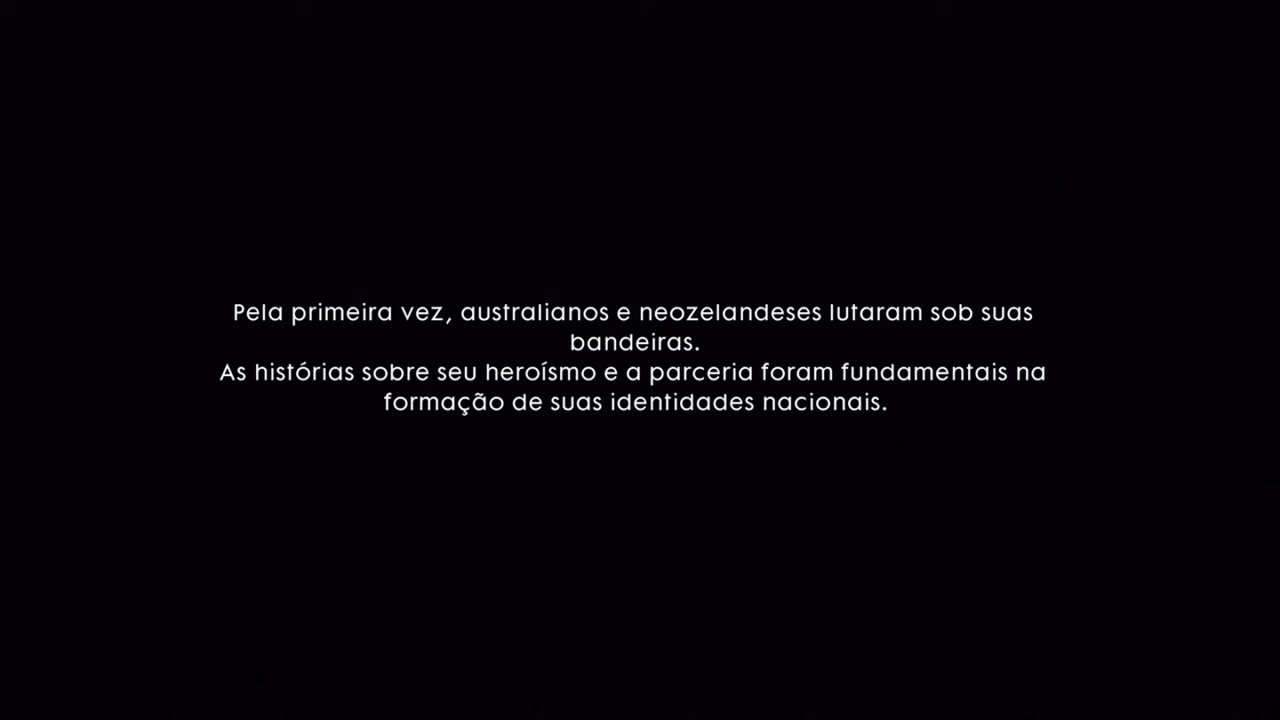 Pela primeira vez, australianos e neozelandeses lutaram sob suas
bandeiras.
As histórias sobre seu heroísmo e a parceria foram fundamentais na
formação de suas identidades nacionais.